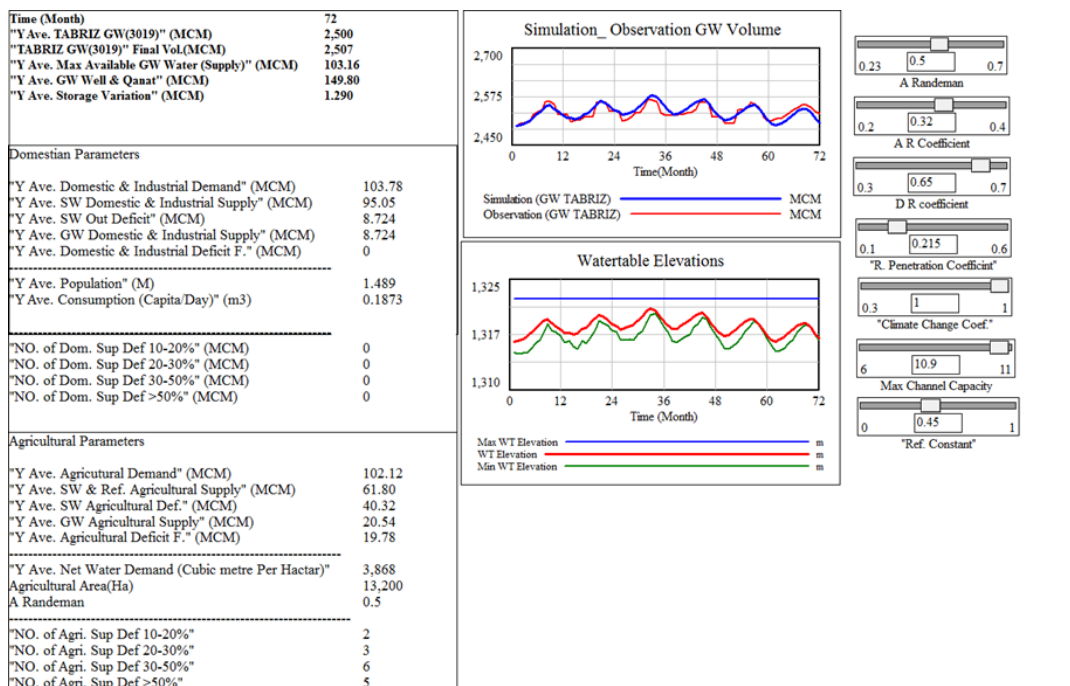 Time (Month) 72
"Y Ave. TABRIZ GW(3019)" (MCM) 2,500
"TABRIZ GW(3019)" Final Vol.(MCM) 2,507
"Y Ave. Max Available GW Water (Supply)" (MCM) 103.16
"Y Ave. GW Well & Qanat" (MCM) 149.80
"Y Ave. Storage Variation" (MCM) 1.290
Domestian Parameters
"Y Ave. Domestic & Industrial Demand" (MCM) 103.78
"Y Ave. SW Domestic & Industrial Supply" (MCM) 95.05
"Y Ave. SW Out Deficit" (MCM) 8.724
"Y Ave. GW Domestic & Industrial Supply" (MCM) 8.724
"Y Ave. Domestic & Industrial Deficit F." (MCM) 0
"Y Ave. Population" (M) 1.489
"Y Ave. Consumption (Capita/Day)" (m3) 0.1873
"NO. of Dom. Sup Def 10-20%" (MCM) 0
"NO. of Dom. Sup Def 20-30%" (MCM) 0
"NO. of Dom. Sup Def 30-50%" (MCM) 0
"NO. of Dom. Sup Def >50%" (MCM) 0
Agricultural Parameters
"Y Ave. Agricutural Demand" (MCM) 102.12
"Y Ave. SW & Ref. Agricultural Supply" (MCM) 61.80
"Y Ave. SW Agricultural Def." (MCM) 40.32
"Y Ave. GW Agricultural Supply" (MCM) 20.54
"Y Ave. Agricultural Deficit F." (MCM) 19.78
"Y Ave. Net Water Demand (Cubic metre Per Hactar)" 3,868
Agricultural Area(Ha) 13,200
A Randeman 0.5
"NO. of Agri. Sup Def 10-20%" 2
"NO. of Agri. Sup Def 20-30%" 3
"NO. of Agri. Sup Def 30-50%" 6
"NO. of Agri. Sup Def >50%" 5
Simulation_ Observation GW Volume
2,700
2,575
2,450
0 12 24 36 48 60 72
Time(Month)
Simulation (GW TABRIZ) MCM
Observation (GW TABRIZ) MCM
Watertable Elevations
1,325
1,317
1,310
0 12 24 36 48 60 72
Time (Month)
Max WT Elevation m
WT Elevation m
Min WT Elevation m
0.23 0.5 0.7
A Randeman
0.2 0.32 0.4
A R Coefficient
0.3 0.65 0.7
D R coefficient
0.1 0.215 0.6
"R. Penetration Coefficint"
0.3 1 1
"Climate Change Coef."
6 10.9 11
Max Channel Capacity
0 0.45 1
"Ref. Constant"